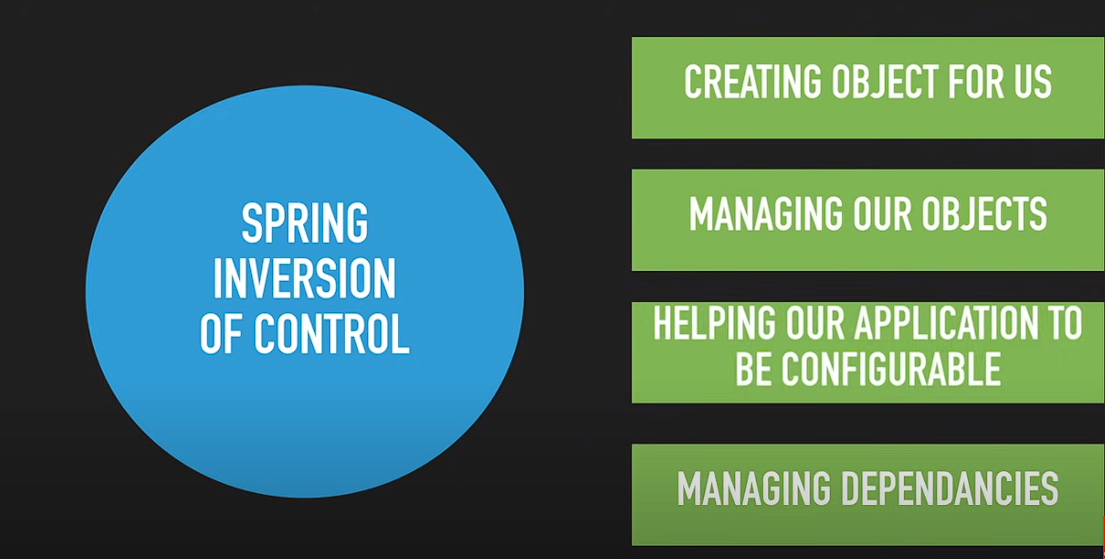 SPRING
INVERSION
OF CONTROL
CREATING OBJECT FOR US
MANAGING OUR OBJECTS
HELPING OUR APPLICATION TO
BE CONFIGURABLE
MANAGING DEPENDANCIES